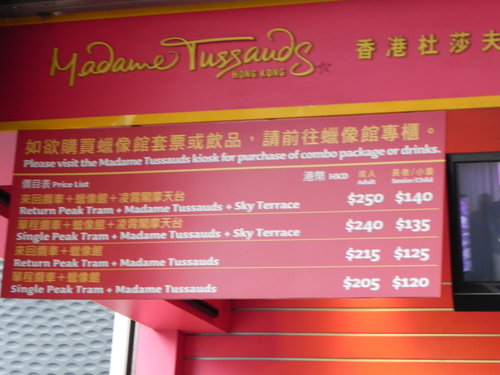 Madame Tussauds
HONG KONG
香港杜莎夫
如欲購買蠟像館套票或飲品，請前往蠟像館專櫃。
Please visit the Madame Tussauds kiosk for purchase of combo package or drinks.
價目表 Price List 港幣 HKD 成人 Adult 長者/小童 Senior/Child
來回纜車＋蠟像館＋凌霄閣摩天台
Return Peak Tram + Madame Tussauds + Sky Terrace $250 $140
單程纜車＋蠟像館＋凌霄閣摩天台
Single Peak Tram + Madame Tussauds + Sky Terrace $240 $135
來回纜車＋蠟像館
Return Peak Tram + Madame Tussauds $215 $125
單程纜車＋蠟像館
Single Peak Tram + Madame Tussauds $205 $120